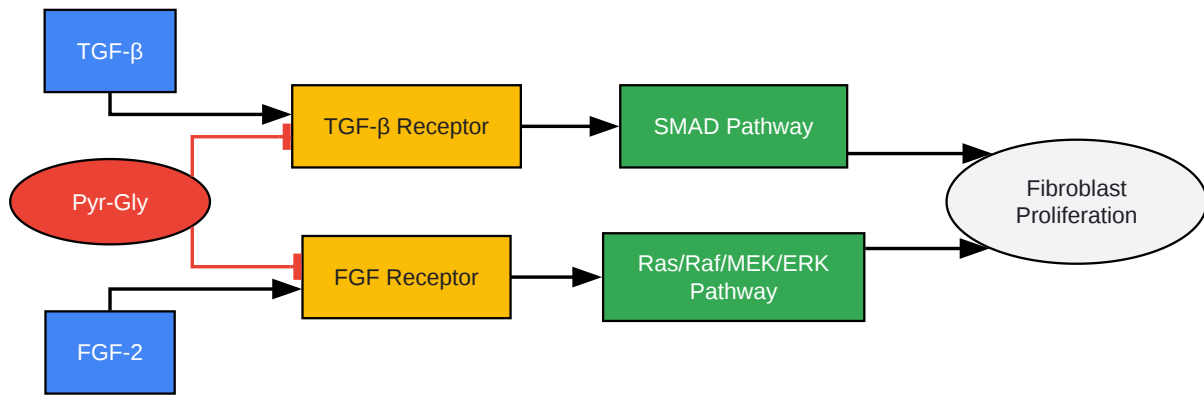 TGF-β
TGF-β Receptor
SMAD Pathway
Pyr-Gly
Fibroblast
Proliferation
FGF Receptor
Ras/Raf/MEK/ERK
Pathway
FGF-2